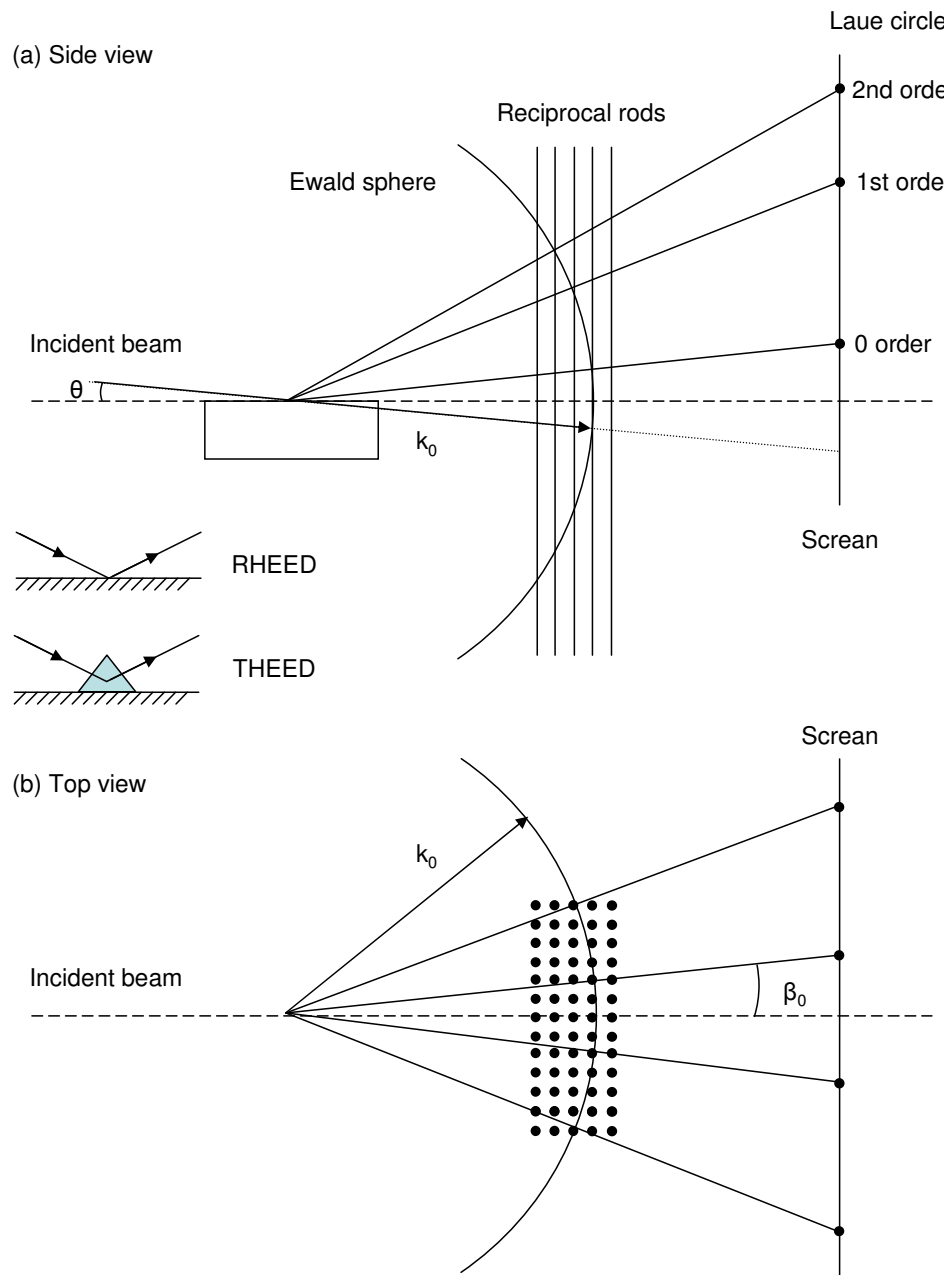 Laue circle
(a) Side view
2nd orde
Reciprocal rods
Ewald sphere
1st orde
Incident beam
0 order
θ
k0
Screan
RHEED
THEED
Screan
(b) Top view
k0
Incident beam
β0